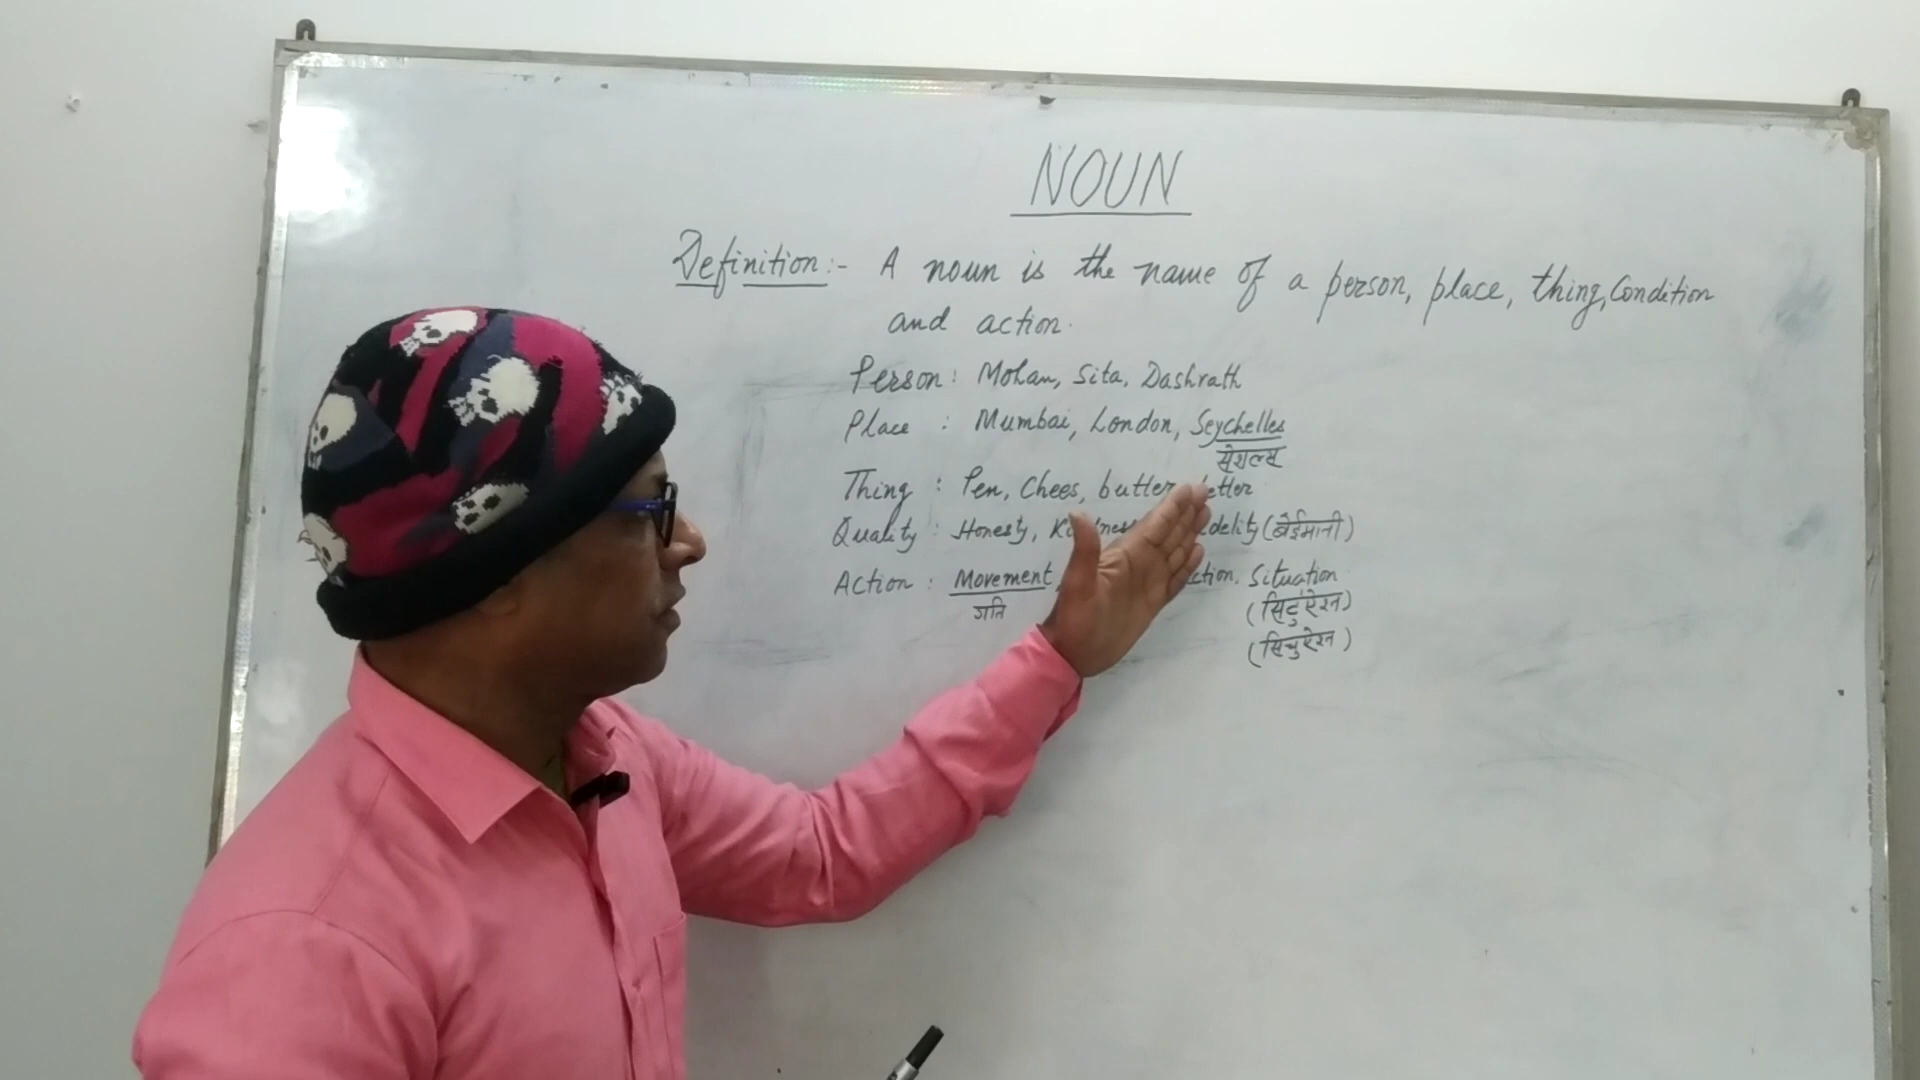 NOUN
Definition:- A noun is the name of a person, place, thing, Condition
and action.
Person: Mohan, Sita, Dashrath
Place : Mumbai, London, Seychelles
सेशल्स
Thing : Pen, Chees, butter
Quality : Honesty, (बेईमानी)
Action : Movement, Situation
गति (सिटुऐशन)
(सिचुऐशन)